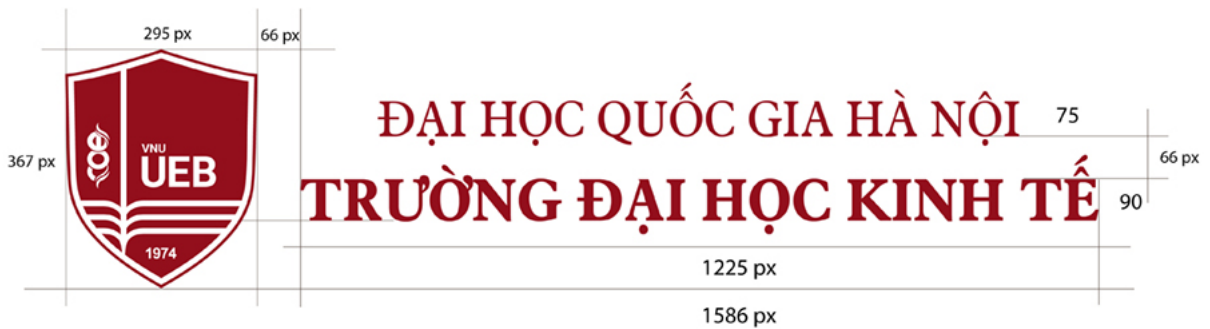 295 px
66 px
ĐẠI HỌC QUỐC GIA HÀ NỘI
75
367 px
VNU
UEB
66 px
TRƯỜNG ĐẠI HỌC KINH TẾ
90
1974
1225 px
1586 px